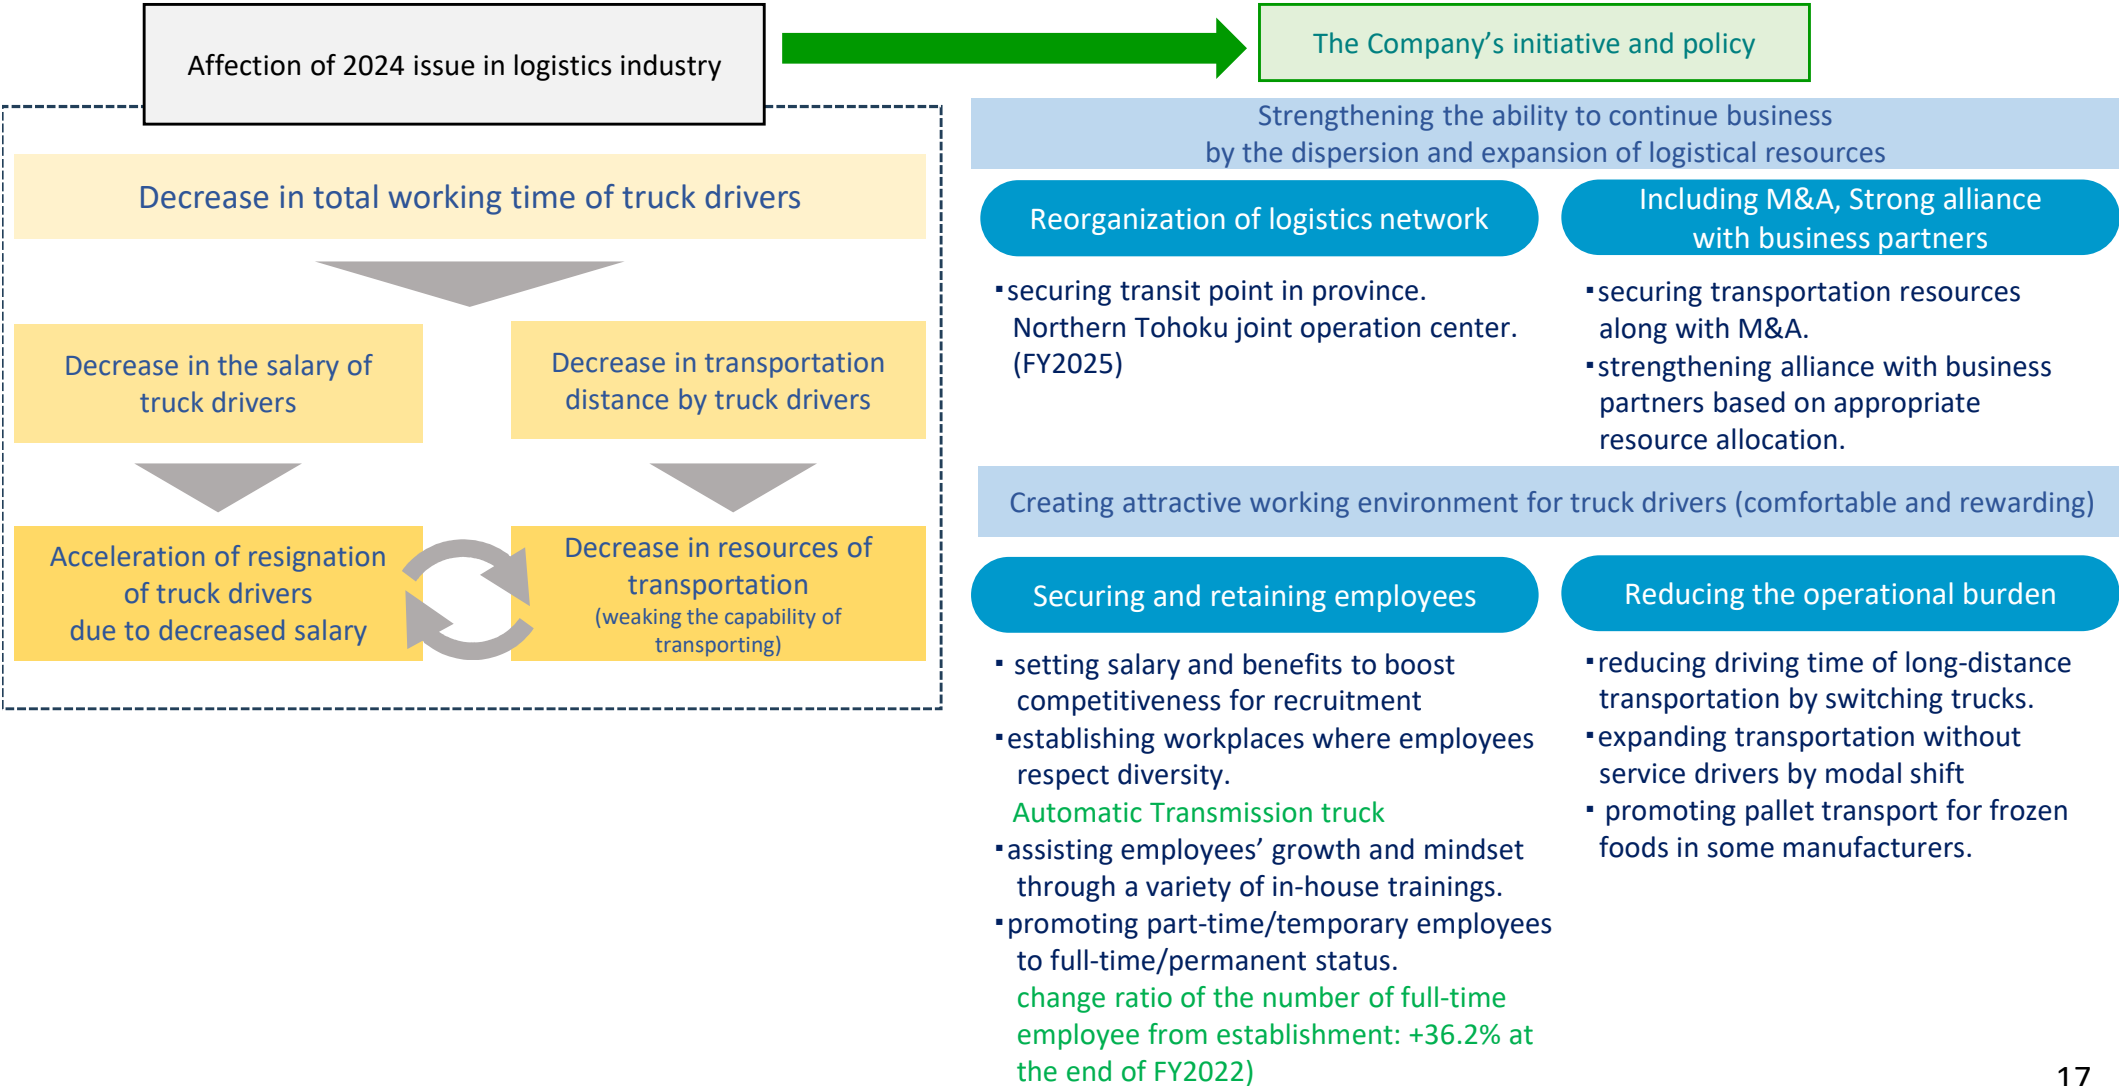 Affection of 2024 issue in logistics industry
The Company’s initiative and policy
Decrease in total working time of truck drivers
Decrease in the salary of
truck drivers
Decrease in transportation
distance by truck drivers
Acceleration of resignation
of truck drivers
due to decreased salary
Decrease in resources of
transportation
(weaking the capability of
transporting)
Strengthening the ability to continue business
by the dispersion and expansion of logistical resources
Reorganization of logistics network
▪securing transit point in province.
Northern Tohoku joint operation center.
(FY2025)
Including M&A, Strong alliance
with business partners
▪securing transportation resources
along with M&A.
▪strengthening alliance with business
partners based on appropriate
resource allocation.
Creating attractive working environment for truck drivers (comfortable and rewarding)
Securing and retaining employees
▪ setting salary and benefits to boost
competitiveness for recruitment
▪establishing workplaces where employees
respect diversity.
Automatic Transmission truck
▪assisting employees’ growth and mindset
through a variety of in-house trainings.
▪promoting part-time/temporary employees
to full-time/permanent status.
change ratio of the number of full-time
employee from establishment: +36.2% at
the end of FY2022)
Reducing the operational burden
▪reducing driving time of long-distance
transportation by switching trucks.
▪expanding transportation without
service drivers by modal shift
▪ promoting pallet transport for frozen
foods in some manufacturers.
17